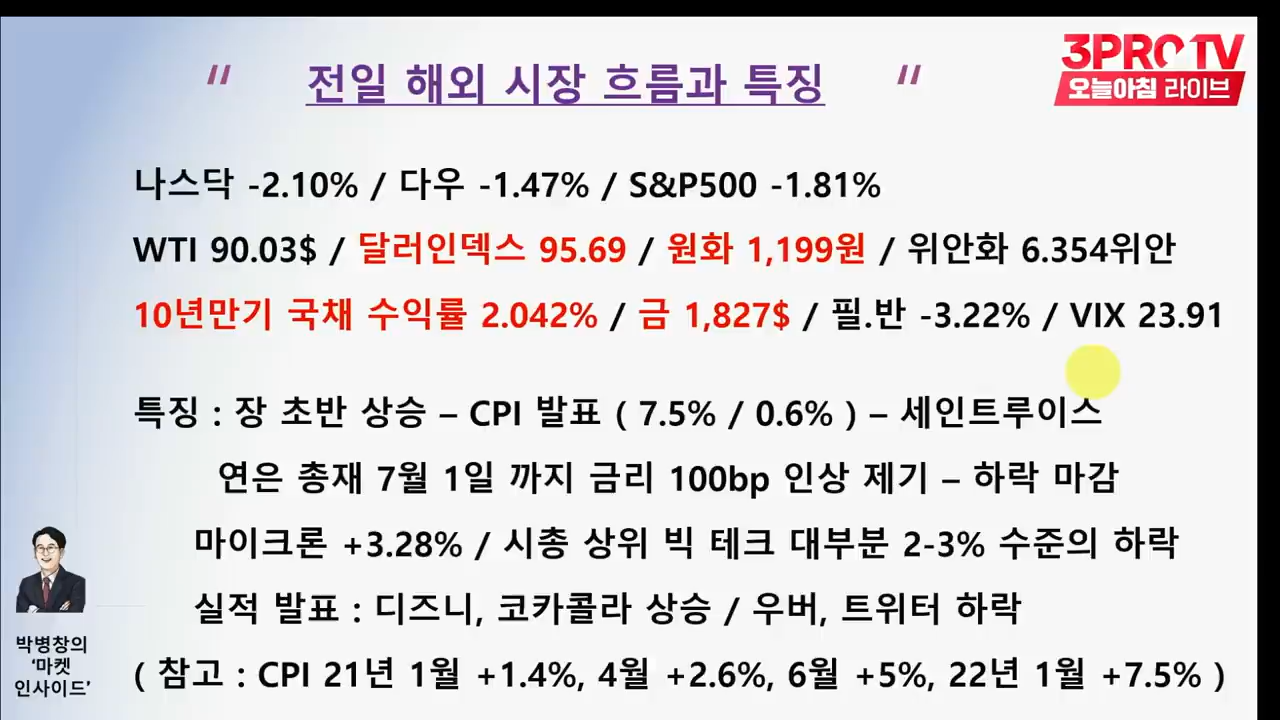 " 전일 해외 시장 흐름과 특징 "
3PRO TV
오늘아침 라이브
나스닥 -2.10% / 다우 -1.47% / S&P500 -1.81%
WTI 90.03$ / 달러인덱스 95.69 / 원화 1,199원 / 위안화 6.354위안
10년만기 국채 수익률 2.042% / 금 1,827$ / 필.반 -3.22% / VIX 23.91
특징 : 장 초반 상승 – CPI 발표 ( 7.5% / 0.6% ) – 세인트루이스
연은 총재 7월 1일 까지 금리 100bp 인상 제기 – 하락 마감
마이크론 +3.28% / 시총 상위 빅 테크 대부분 2-3% 수준의 하락
실적 발표 : 디즈니, 코카콜라 상승 / 우버, 트위터 하락
( 참고 : CPI 21년 1월 +1.4%, 4월 +2.6%, 6월 +5%, 22년 1월 +7.5% )
박병창의
‘마켓
인사이드’